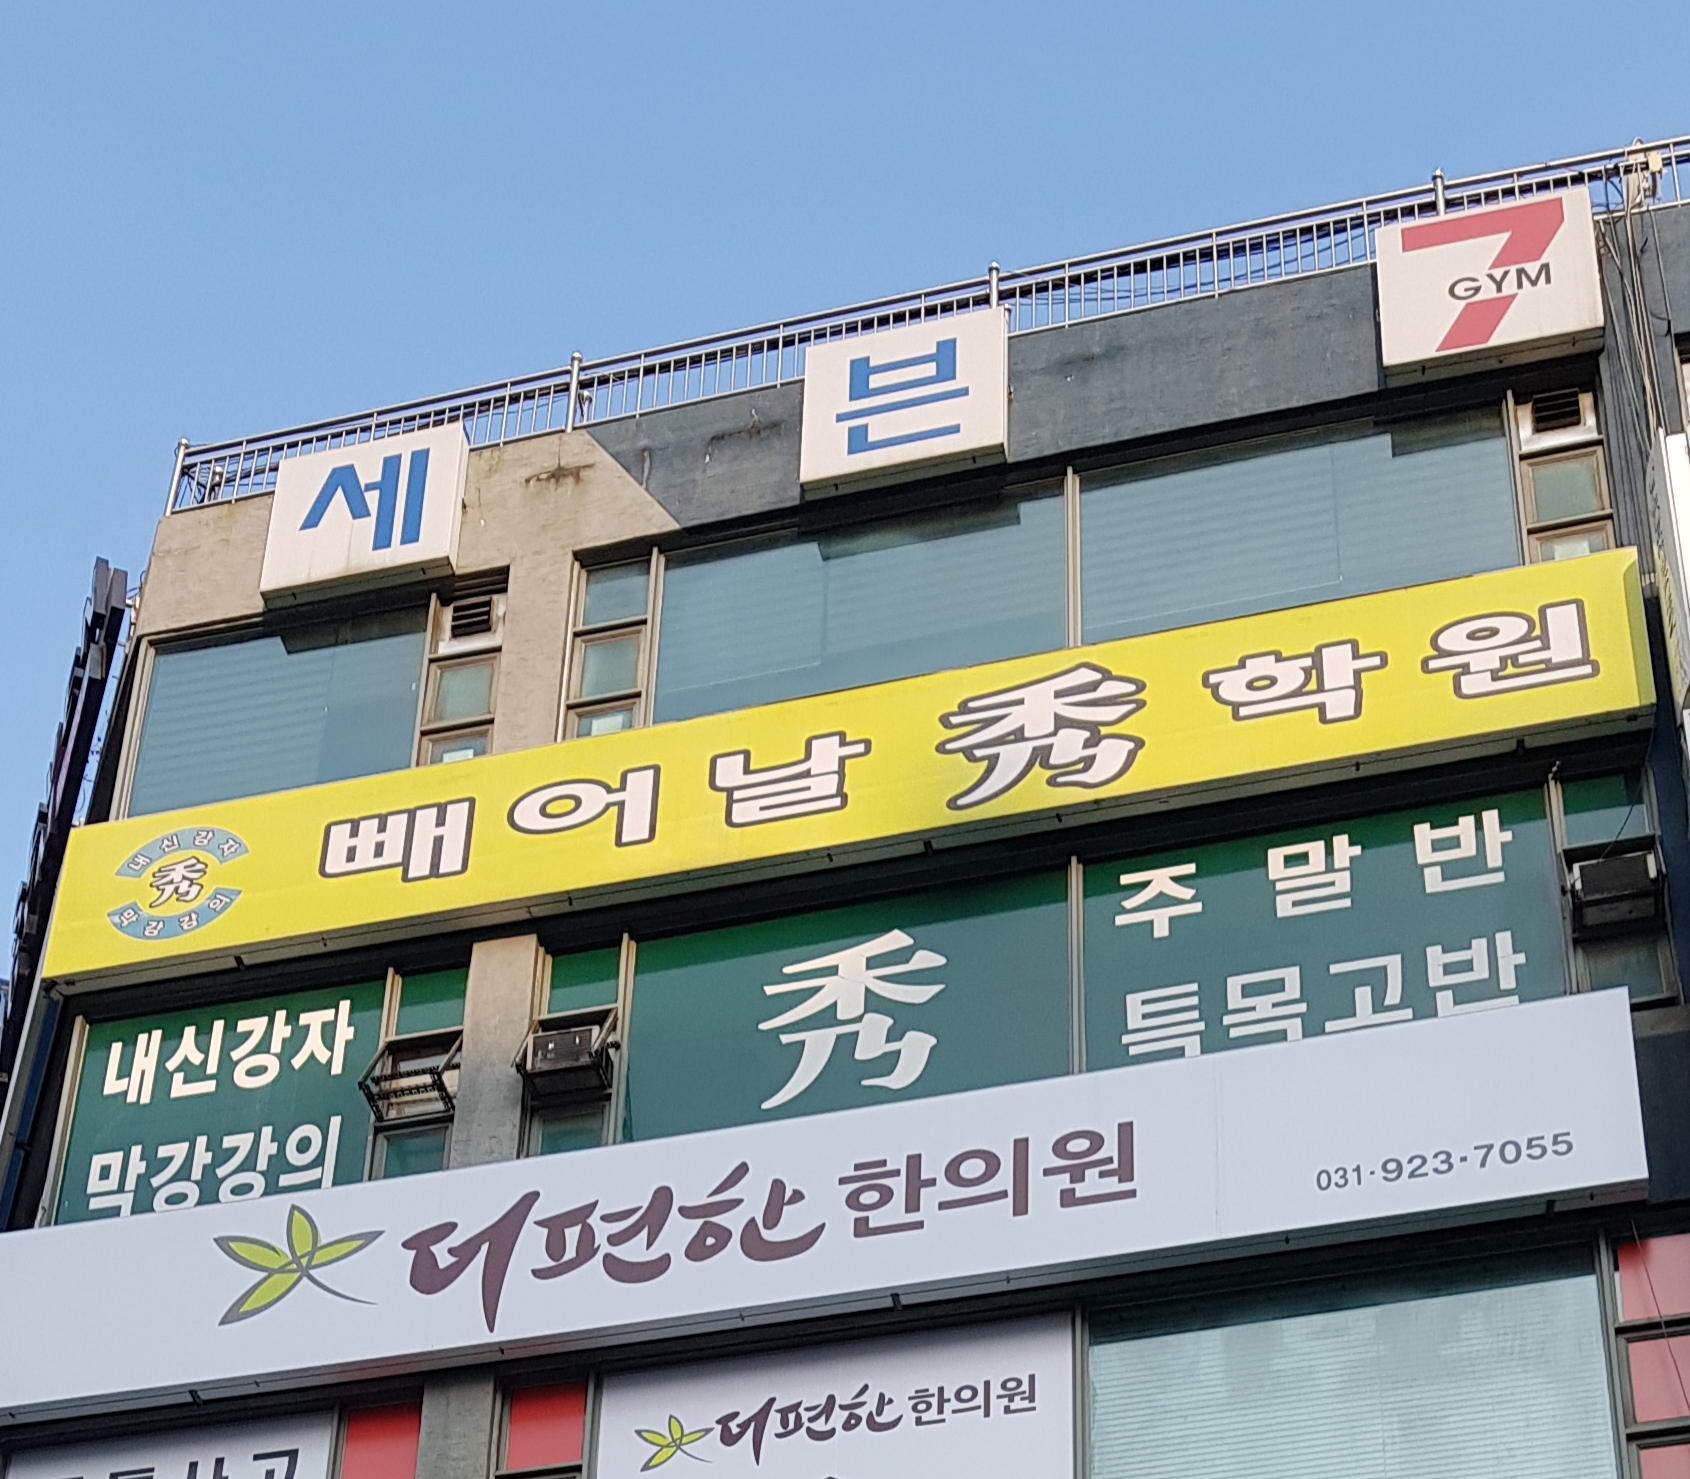 세 븐 7 GYM
빼어날 秀 학원
내신강자
秀
막강강의
주말반
특목고반
秀
내신강자
막강강의
더편한한의원
031·923·7055
더편한한의원